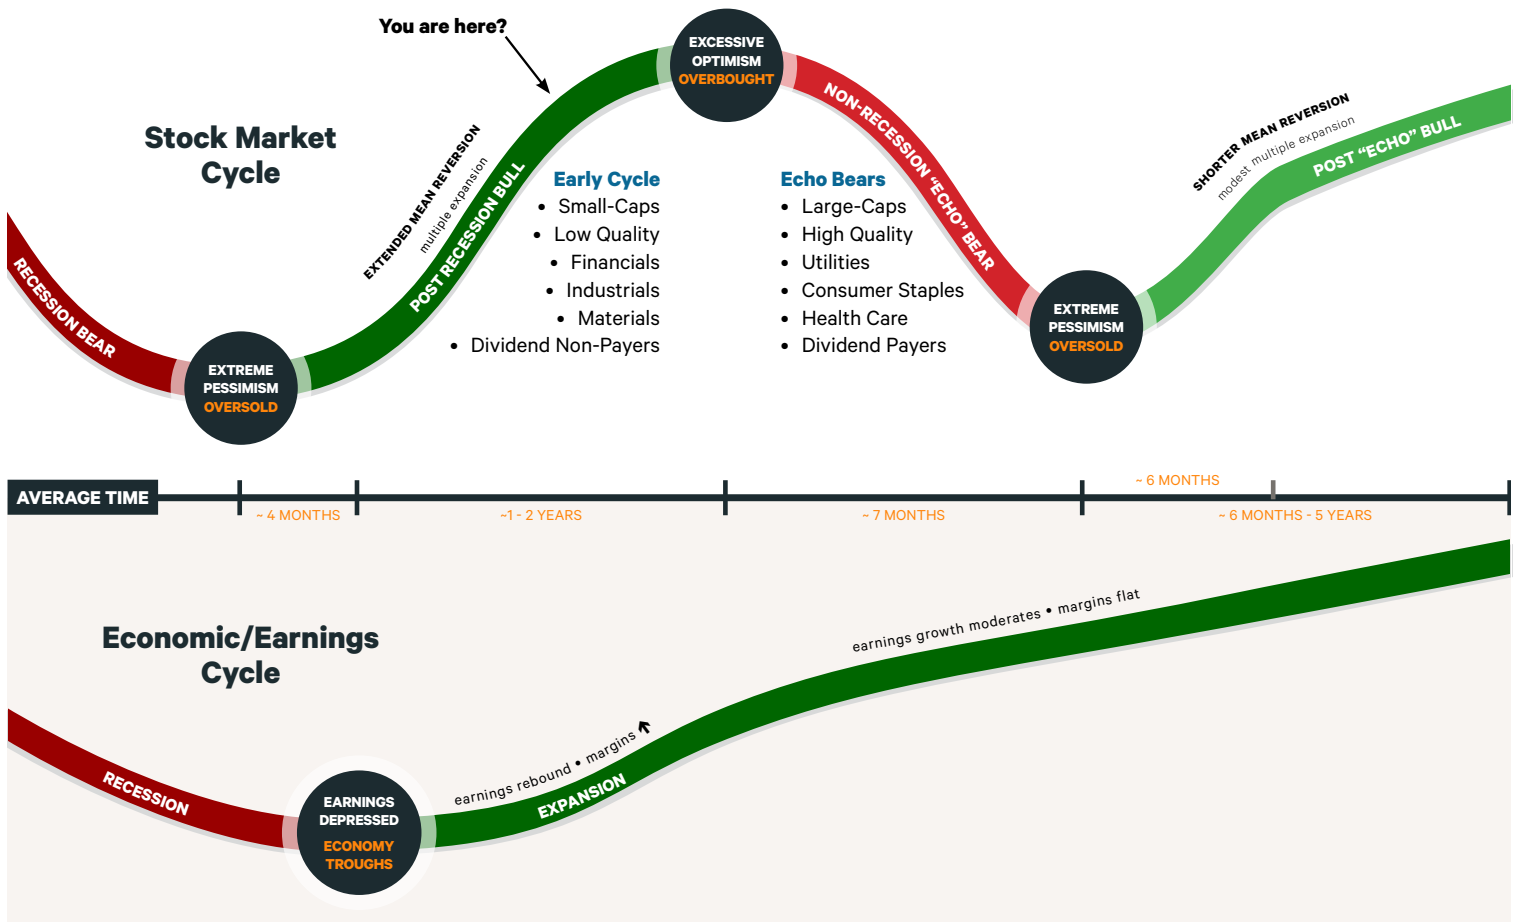 You are here?
EXCESSIVE
OPTIMISM
OVERBOUGHT
Stock Market
Cycle
EXTENDED MEAN REVERSION
multiple expansion
POST RECESSION BULL
RECESSION BEAR
EXTREME
PESSIMISM
OVERSOLD
Early Cycle
• Small-Caps
• Low Quality
• Financials
• Industrials
• Materials
• Dividend Non-Payers
Echo Bears
• Large-Caps
• High Quality
• Utilities
• Consumer Staples
• Health Care
• Dividend Payers
NON-RECESSION “ECHO” BEAR
EXTREME
PESSIMISM
OVERSOLD
SHORTER MEAN REVERSION
modest multiple expansion
POST “ECHO” BULL
AVERAGE TIME
~ 4 MONTHS
~1 - 2 YEARS
~ 7 MONTHS
~ 6 MONTHS
~ 6 MONTHS - 5 YEARS
Economic/Earnings
Cycle
RECESSION
EARNINGS
DEPRESSED
ECONOMY
TROUGHS
earnings rebound • margins
EXPANSION
earnings growth moderates • margins flat